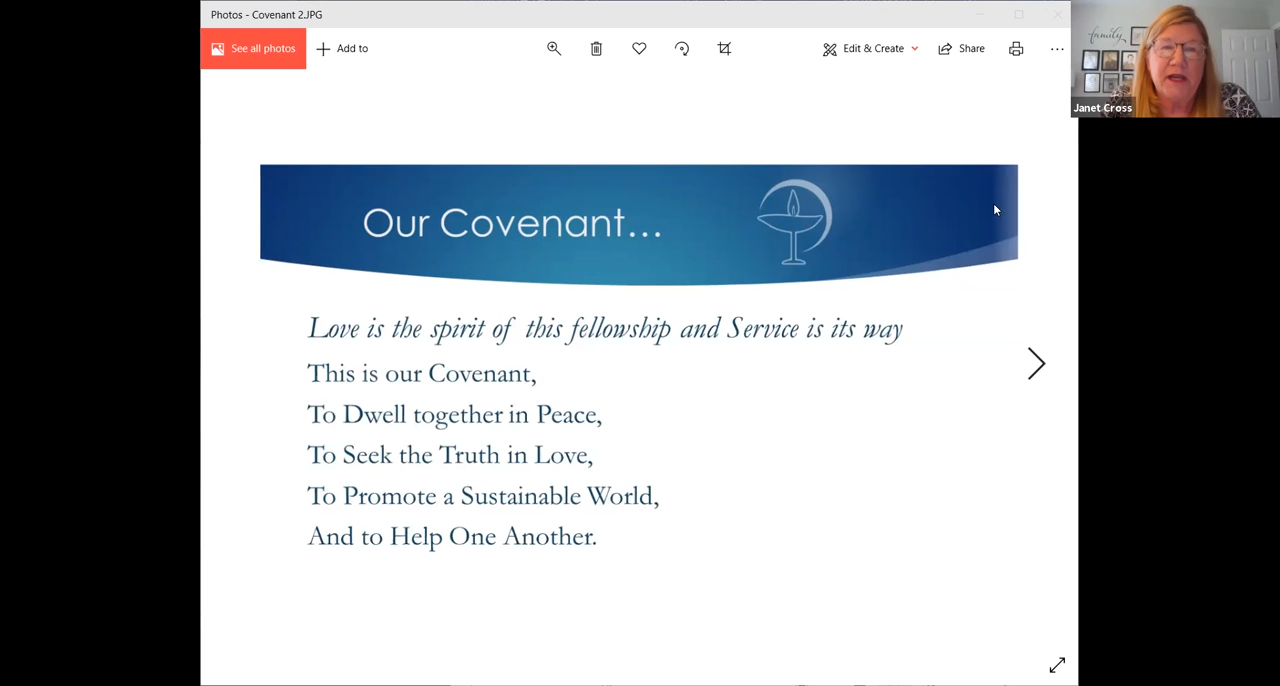 Photos - Covenant 2.JPG
See all photos
Add to
Edit & Create
Share
family
Janet Cross
Our Covenant...
Love is the spirit of this fellowship and Service is its way
This is our Covenant,
To Dwell together in Peace,
To Seek the Truth in Love,
To Promote a Sustainable World,
And to Help One Another.